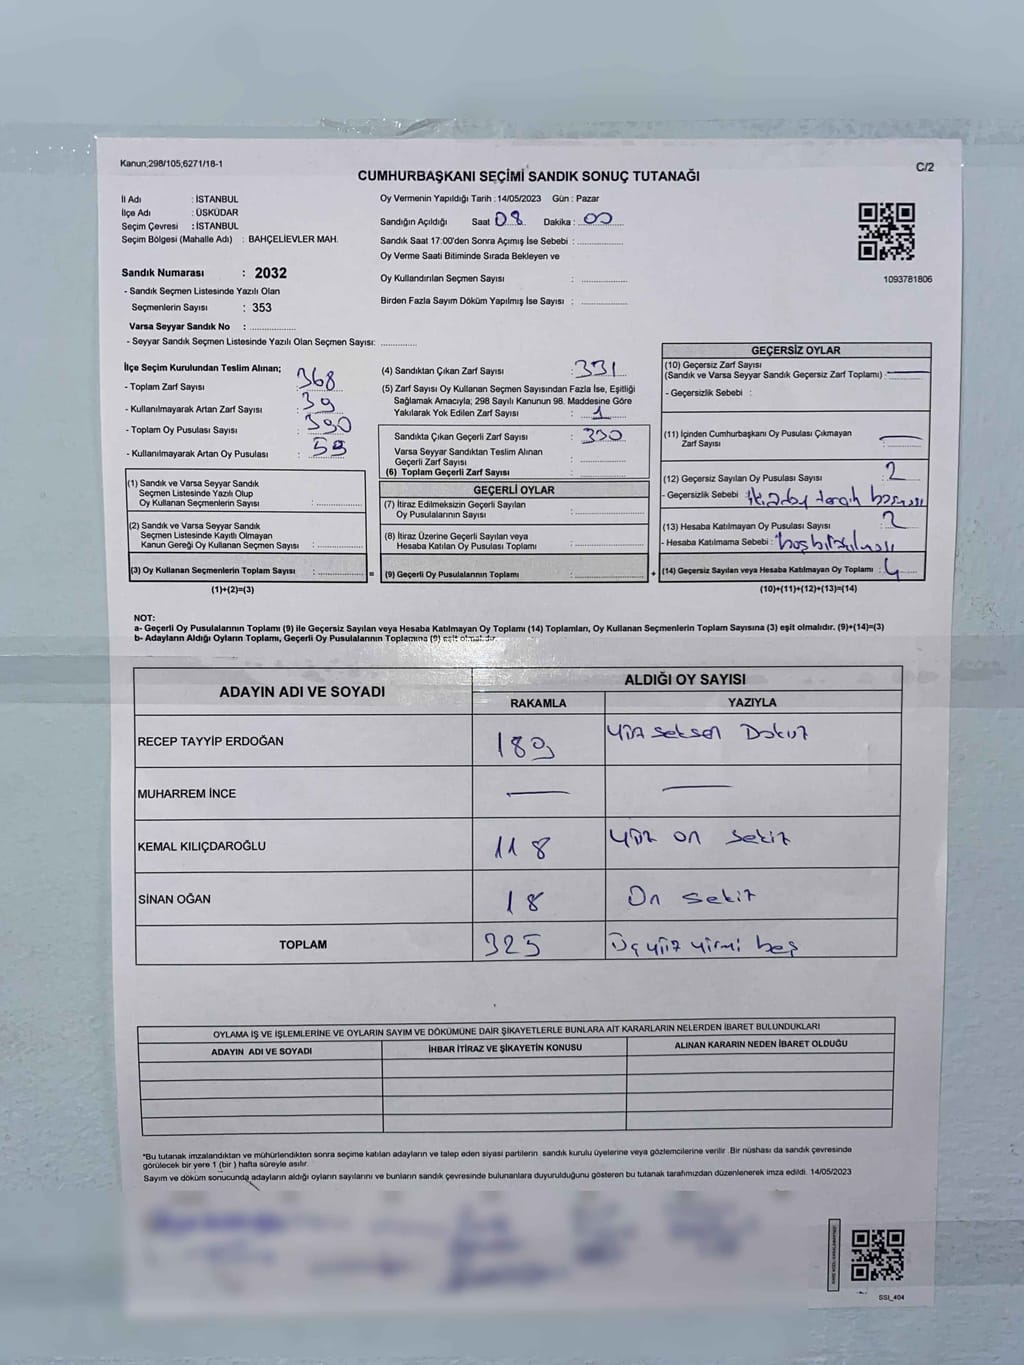 Kanun;298/105,6271/18-1
C/2
CUMHURBAŞKANI SEÇİMİ SANDIK SONUÇ TUTANAĞI
İl Adı : İSTANBUL
İlçe Adı : ÜSKÜDAR
Seçim Çevresi : İSTANBUL
Seçim Bölgesi (Mahalle Adı) : BAHÇELİEVLER MAH.
Sandık Numarası : 2032
- Sandık Seçmen Listesinde Yazılı Olan
Seçmenlerin Sayısı : 353
Varsa Seyyar Sandık No : ..............
- Seyyar Sandık Seçmen Listesinde Yazılı Olan Seçmen Sayısı: ............
Oy Vermenin Yapıldığı Tarih :14/05/2023 Gün : Pazar
Sandığın Açıldığı Saat 08 Dakika : 00
Sandık Saat 17:00'den Sonra Açımış İse Sebebi : ..............
Oy Verme Saati Bitiminde Sırada Bekleyen ve
Oy Kullandırılan Seçmen Sayısı : ..............
Birden Fazla Sayım Döküm Yapılmış İse Sayısı : ..............
1093781806
İlçe Seçim Kurulundan Teslim Alınan;
- Toplam Zarf Sayısı : 368
- Kullanılmayarak Artan Zarf Sayısı : 39
- Toplam Oy Pusulası Sayısı : 390
- Kullanılmayarak Artan Oy Pusulası : 59
(1) Sandık ve Varsa Seyyar Sandık
Seçmen Listesinde Yazılı Olup
Oy Kullanan Seçmenlerin Sayısı : ..............
(2) Sandık ve Varsa Seyyar Sandık
Seçmen Listesinde Kayıtlı Olmayan
Kanun Gereği Oy Kullanan Seçmen Sayısı : ..............
(3) Oy Kullanan Seçmenlerin Toplam Sayısı : .............. =
(1)+(2)=(3)
(4) Sandıktan Çıkan Zarf Sayısı : 331
(5) Zarf Sayısı Oy Kullanan Seçmen Sayısından Fazla İse, Eşitliği
Sağlamak Amacıyla; 298 Sayılı Kanunun 98. Maddesine Göre
Yakılarak Yok Edilen Zarf Sayısı : 1
Sandıkta Çıkan Geçerli Zarf Sayısı : 330
Varsa Seyyar Sandıktan Teslim Alınan
Geçerli Zarf Sayısı : ..............
(6) Toplam Geçerli Zarf Sayısı : ..............
GEÇERLİ OYLAR
(7) İtiraz Edilmeksizin Geçerli Sayılan
Oy Pusulalarının Sayısı : ..............
(8) İtiraz Üzerine Geçerli Sayılan veya
Hesaba Katılan Oy Pusulası Toplamı : ..............
(9) Geçerli Oy Pusulalarının Toplamı : .............. +
GEÇERSİZ OYLAR
(10) Geçersiz Zarf Sayısı
(Sandık ve Varsa Seyyar Sandık Geçersiz Zarf Toplamı) :
- Geçersizlik Sebebi :
(11) İçinden Cumhurbaşkanı Oy Pusulası Çıkmayan
Zarf Sayısı :
(12) Geçersiz Sayılan Oy Pusulası Sayısı : 2
- Geçersizlik Sebebi : iki aday tercih
(13) Hesaba Katılmayan Oy Pusulası Sayısı : 2
- Hesaba Katılmama Sebebi : boş
(14) Geçersiz Sayılan veya Hesaba Katılmayan Oy Toplamı : 4
(10)+(11)+(12)+(13)=(14)
NOT:
a- Geçerli Oy Pusulalarının Toplamı (9) ile Geçersiz Sayılan veya Hesaba Katılmayan Oy Toplamı (14) Toplamları, Oy Kullanan Seçmenlerin Toplam Sayısına (3) eşit olmalıdır. (9)+(14)=(3)
b- Adayların Aldığı Oyların Toplamı, Geçerli Oy Pusulalarının Toplamına (9) eşit olmalıdır.
ADAYIN ADI VE SOYADI
ALDIĞI OY SAYISI
RAKAMLA YAZIYLA
RECEP TAYYİP ERDOĞAN 189 Yüz seksen Dokuz
MUHARREM İNCE
KEMAL KILIÇDAROĞLU 118 Yüz on sekiz
SİNAN OĞAN 18 On sekiz
TOPLAM 325 Üç yüz yirmi beş
OYLAMA İŞ VE İŞLEMLERİNE VE OYLARIN SAYIM VE DÖKÜMÜNE DAİR ŞİKAYETLERLE BUNLARA AİT KARARLARIN NELERDEN İBARET BULUNDUKLARI
ADAYIN ADI VE SOYADI İHBAR İTİRAZ VE ŞİKAYETİN KONUSU ALINAN KARARIN NEDEN İBARET OLDUĞU
*Bu tutanak imzalandıktan ve mühürlendikten sonra seçime katılan adayların ve talep eden siyasi partilerin sandık kurulu üyelerine veya gözlemcilerine verilir. Bir nüshası da sandık çevresinde
görülecek bir yere 1 (bir ) hafta süreyle asılır.
Sayım ve döküm sonucunda adayların aldığı oyların sayılarını ve bunların sandık çevresinde bulunanlara duyurulduğunu gösteren bu tutanak tarafımızdan düzenlenerek imza edildi. 14/05/2023
SSI_404